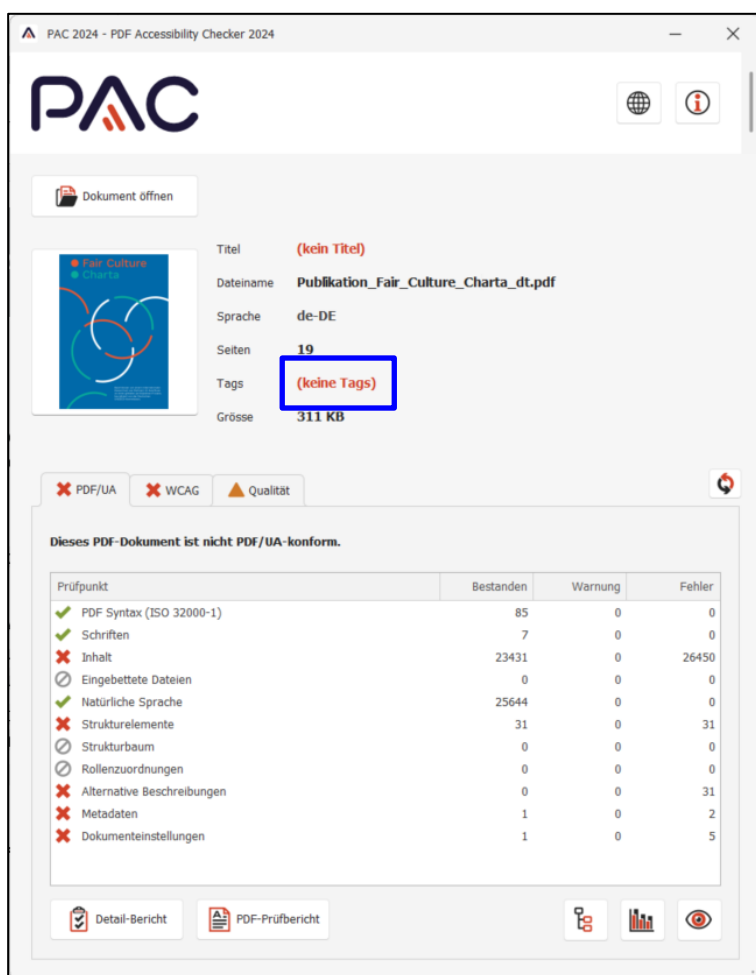 PAC 2024 - PDF Accessibility Checker 2024
PAC
Dokument öffnen
Fair Culture
Charta
Titel (kein Titel)
Dateiname Publikation_Fair_Culture_Charta_dt.pdf
Sprache de-DE
Seiten 19
Tags (keine Tags)
Grösse 311 KB
PDF/UA WCAG Qualität
Dieses PDF-Dokument ist nicht PDF/UA-konform.
Prüfpunkt Bestanden Warnung Fehler
PDF Syntax (ISO 32000-1) 85 0 0
Schriften 7 0 0
Inhalt 23431 0 26450
Eingebettete Dateien 0 0 0
Natürliche Sprache 25644 0 0
Strukturelemente 31 0 31
Strukturbaum 0 0 0
Rollenzuordnungen 0 0 0
Alternative Beschreibungen 0 0 31
Metadaten 1 0 2
Dokumenteinstellungen 1 0 5
Detail-Bericht PDF-Prüfbericht